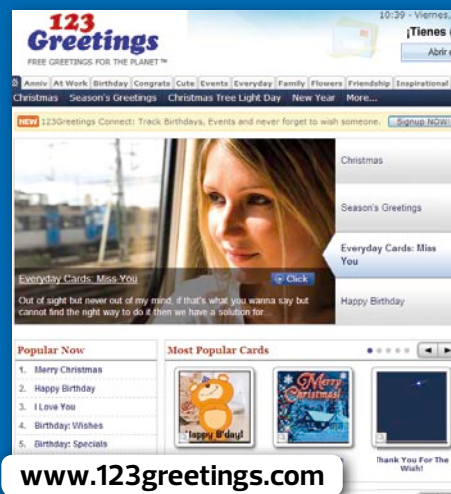 10:39 - Viernes,
123
Greetings
FREE GREETINGS FOR THE PLANET ™
¡Tienes
Abrir
Anniv At Work Birthday Congrats Cute Events Everyday Family Flowers Friendship Inspirational
Christmas Season's Greetings Christmas Tree Light Day New Year More...
NEW 123Greetings Connect: Track Birthdays, Events and never forget to wish someone. Signup NOW!
Christmas
Season's Greetings
Everyday Cards: Miss
You
Happy Birthday
Everyday Cards: Miss You
Click
Out of sight but never out of my mind, if that's what you wanna say but
cannot find the right way to do it then we have a solution for...
Popular Now
1. Merry Christmas
2. Happy Birthday
3. I Love You
4. Birthday: Wishes
5. Birthday: Specials
Most Popular Cards
Happy B'day!
Merry
Christmas!
Thank You For The
Wish!
www.123greetings.com